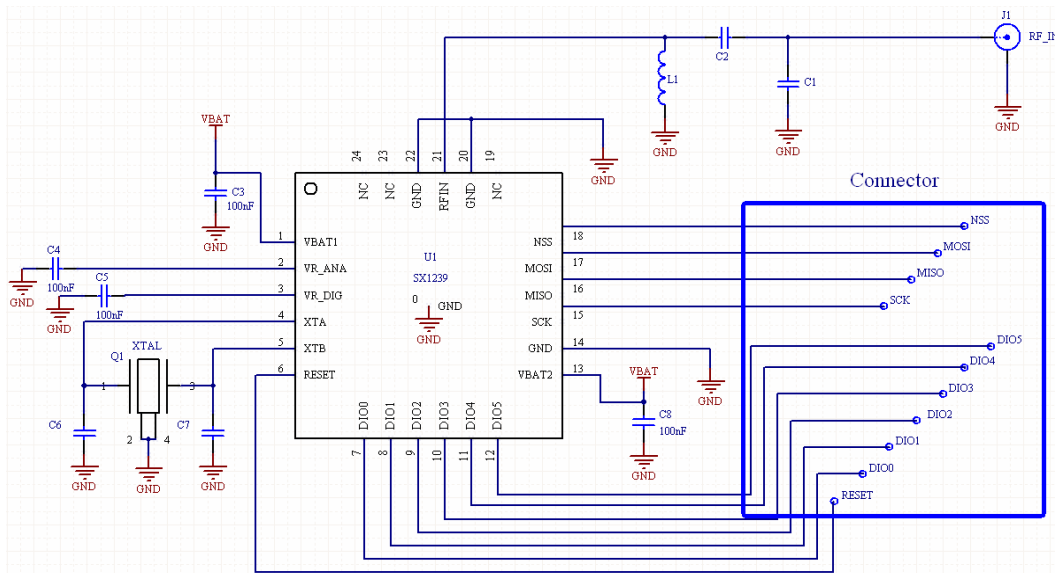 J1
RF_IN
C2
L1
C1
GND
GND
GND
GND
VBAT
24
23
22
21
20
19
NC
NC
GND
RFIN
GND
NC
Connector
C3
100nF
GND
1
VBAT1
NSS
18
NSS
C4
2
VR_ANA
U1
MOSI
17
MOSI
100nF
GND
C5
3
VR_DIG
SX1239
MISO
16
MISO
100nF
GND
0
GND
GND
4
XTA
SCK
15
SCK
XTAL
Q1
5
XTB
GND
14
DIO5
6
RESET
VBAT2
13
VBAT
GND
DIO4
1
3
DIO3
DIO0
DIO1
DIO2
DIO3
DIO4
DIO5
C8
100nF
DIO2
C6
C7
2
4
GND
GND
GND
7
8
9
10
11
12
GND
DIO1
DIO0
RESET